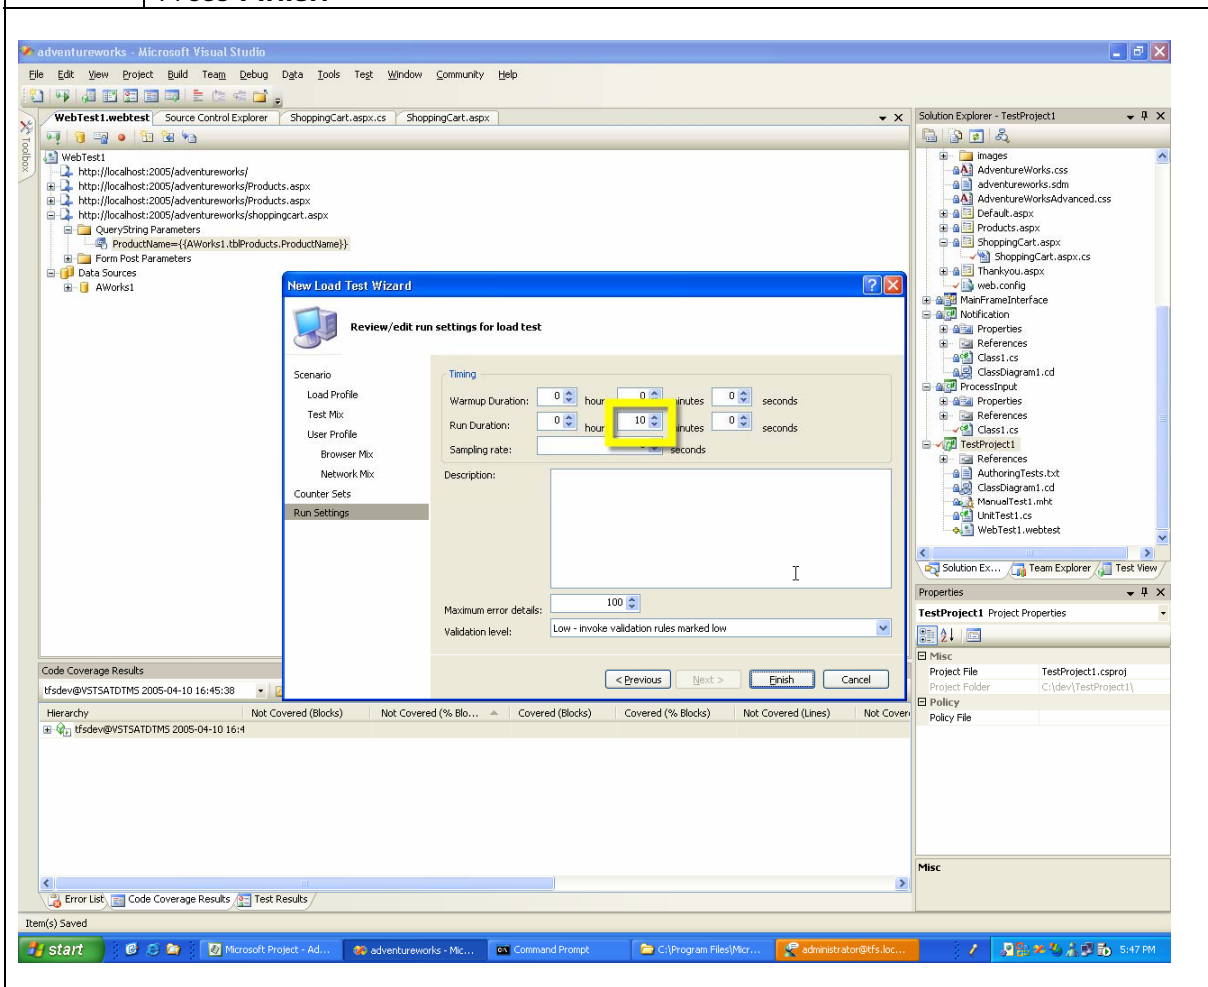 Press Finish
adventureworks - Microsoft Visual Studio
File Edit View Project Build Team Debug Data Tools Test Window Community Help
WebTest1.webtest Source Control Explorer ShoppingCart.aspx.cs ShoppingCart.aspx
Toolbox
WebTest1
http://localhost:2005/adventureworks/
http://localhost:2005/adventureworks/Products.aspx
http://localhost:2005/adventureworks/Products.aspx
http://localhost:2005/adventureworks/shoppingcart.aspx
QueryString Parameters
ProductName={{AWorks1.tblProducts.ProductName}}
Form Post Parameters
Data Sources
AWorks1
New Load Test Wizard
Review/edit run settings for load test
Scenario
Load Profile
Test Mix
User Profile
Browser Mix
Network Mix
Counter Sets
Run Settings
Timing
Warmup Duration: 0 hour 0 minutes 0 seconds
Run Duration: 0 hour 10 minutes 0 seconds
Sampling rate: seconds
Description:
Maximum error details: 100
Validation level: Low - invoke validation rules marked low
< Previous Next > Finish Cancel
Solution Explorer - TestProject1
images
AdventureWorks.css
adventureworks.sdm
AdventureWorksAdvanced.css
Default.aspx
Products.aspx
ShoppingCart.aspx
ShoppingCart.aspx.cs
Thankyou.aspx
web.config
MainFrameInterface
Notification
Properties
References
Class1.cs
ClassDiagram1.cd
ProcessInput
Properties
References
Class1.cs
TestProject1
References
AuthoringTests.txt
ClassDiagram1.cd
ManualTest1.mht
UnitTest1.cs
WebTest1.webtest
Solution Ex... Team Explorer Test View
Properties
TestProject1 Project Properties
Misc
Project File TestProject1.csproj
Project Folder C:\dev\TestProject1\
Policy
Policy File
Misc
Code Coverage Results
tfsdev@VSTSATDTMS 2005-04-10 16:45:38
Hierarchy Not Covered (Blocks) Not Covered (% Blo... Covered (Blocks) Covered (% Blocks) Not Covered (Lines) Not Cover
tfsdev@VSTSATDTMS 2005-04-10 16:4
Error List Code Coverage Results Test Results
Item(s) Saved
start Microsoft Project - Ad... adventureworks - Mic... Command Prompt C:\Program Files\Micr... administrator@tfs.loc... 5:47 PM